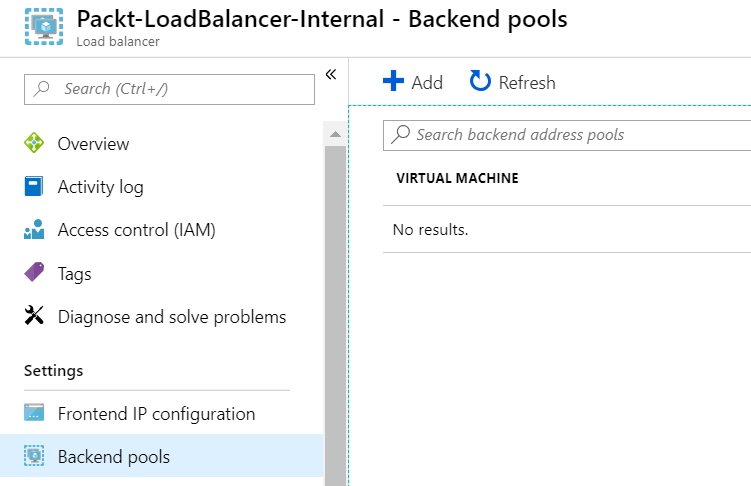 Packt-LoadBalancer-Internal - Backend pools
Load balancer
Search (Ctrl+/)
Overview
Activity log
Access control (IAM)
Tags
Diagnose and solve problems
Settings
Frontend IP configuration
Backend pools
Add Refresh
Search backend address pools
VIRTUAL MACHINE
No results.